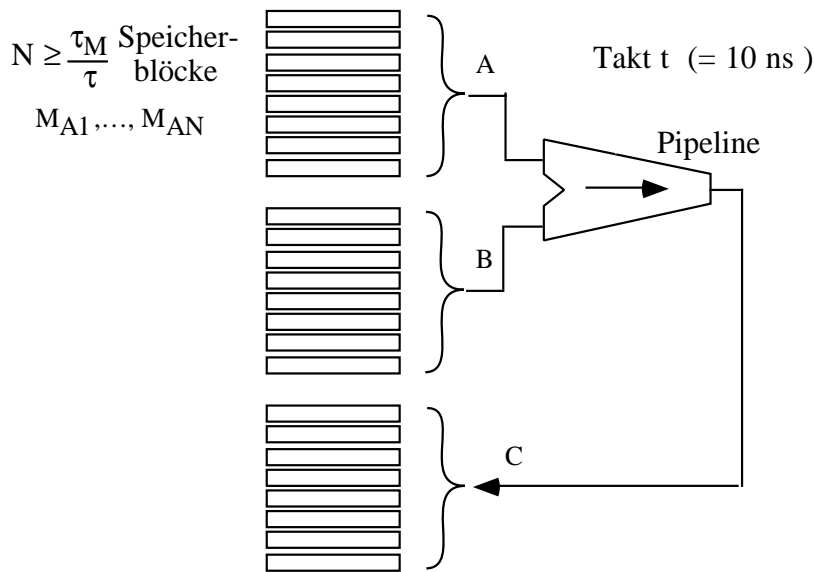 N ≥ τM/τ Speicher-
blöcke
MA1,..., MAN
A
Takt t (= 10 ns )
Pipeline
B
C